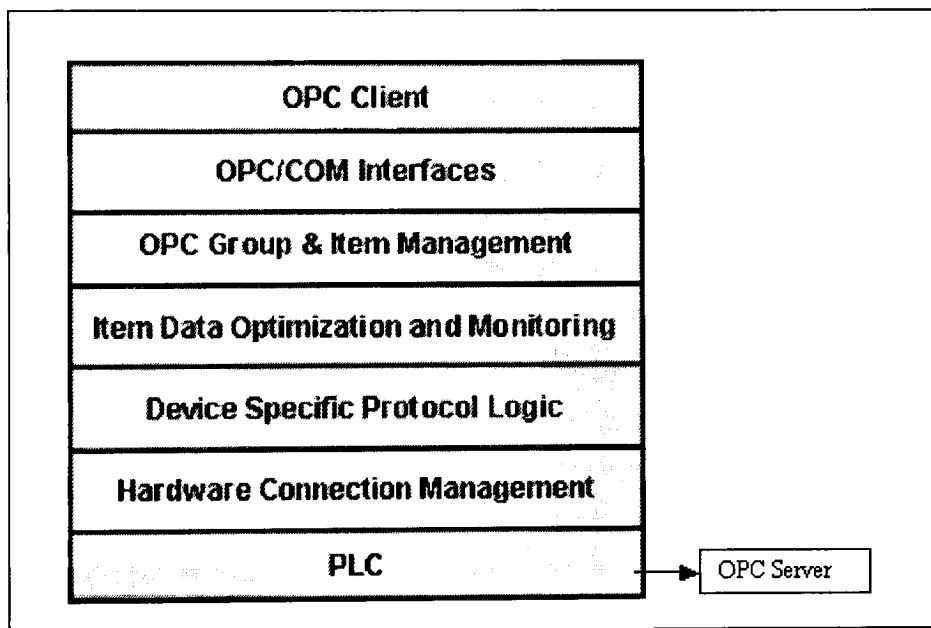 OPC Client
OPC/COM Interfaces
OPC Group & Item Management
Item Data Optimization and Monitoring
Device Specific Protocol Logic
Hardware Connection Management
PLC
OPC Server